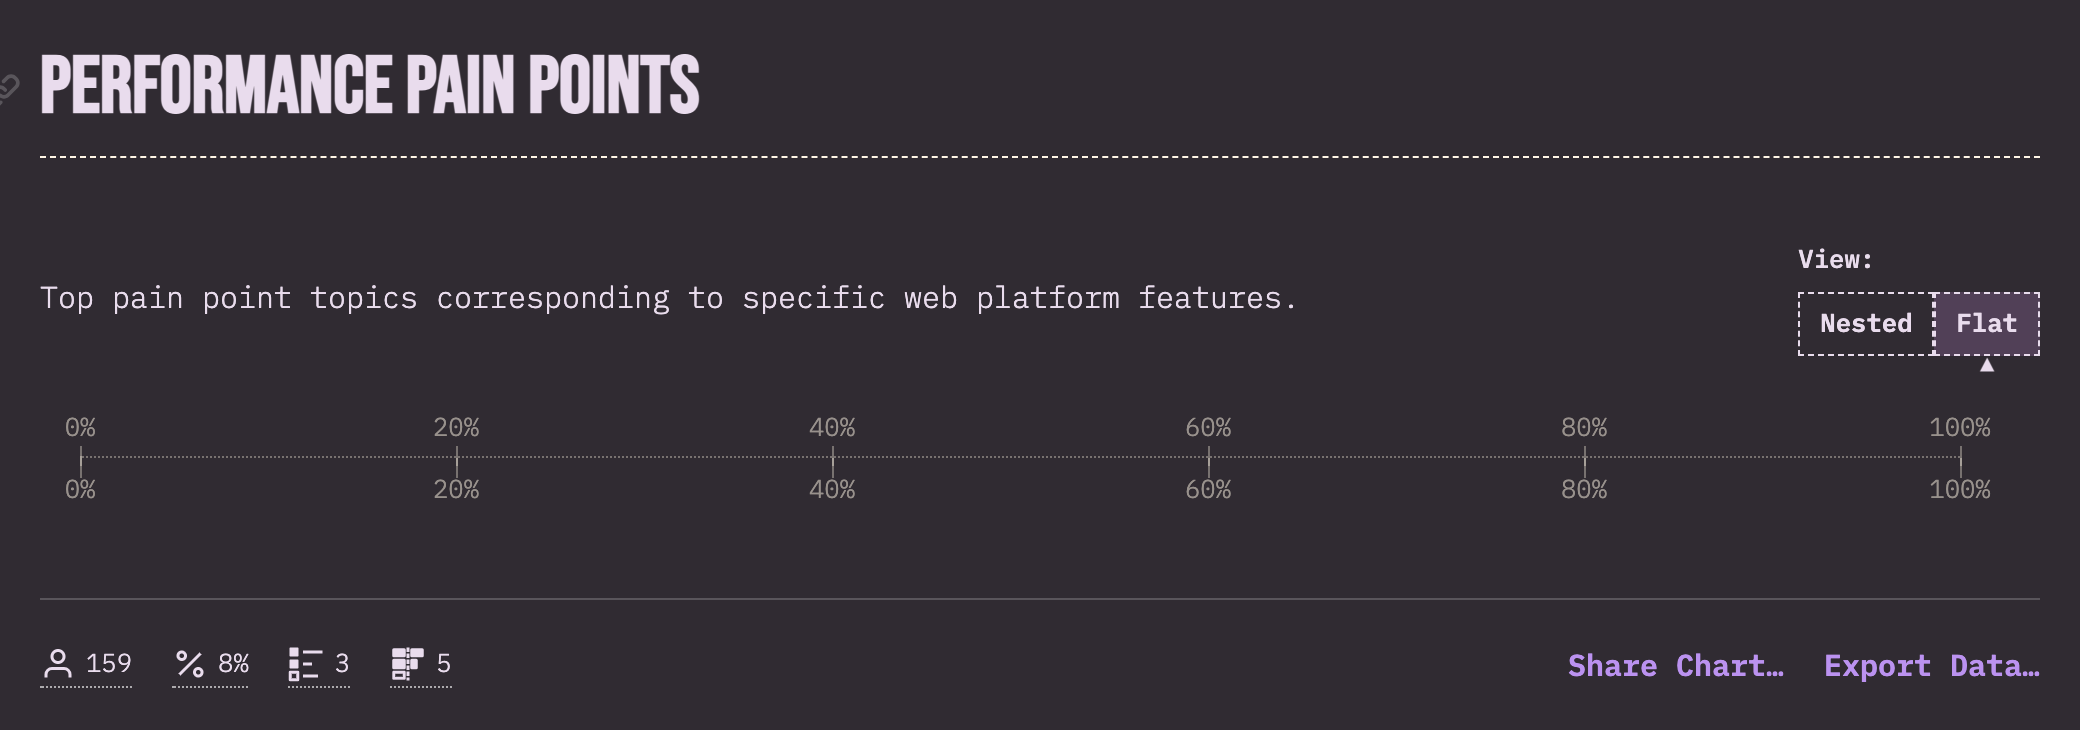 PERFORMANCE PAIN POINTS
View:
Top pain point topics corresponding to specific web platform features.
Nested Flat
0% 20% 40% 60% 80% 100%
0% 20% 40% 60% 80% 100%
159 8% 3 5 Share Chart… Export Data…